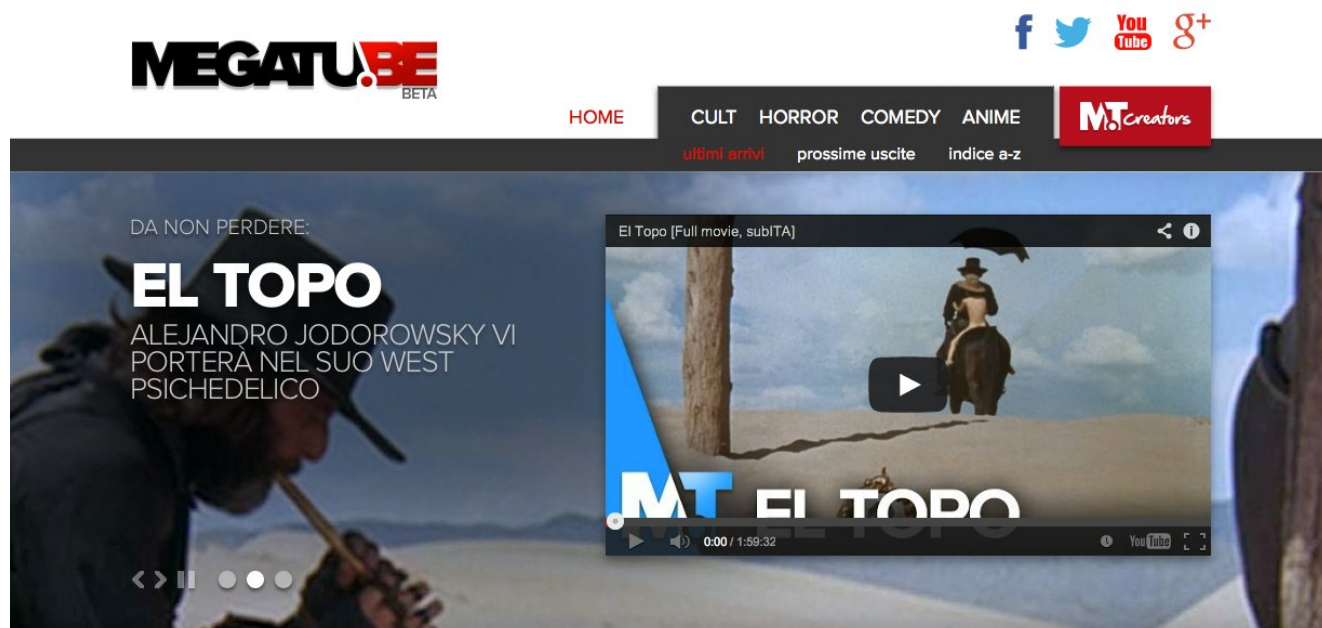 f
You
Tube
g+
MEGATU.BE
BETA
HOME
CULT HORROR COMEDY ANIME
M.T Creators
ultimi arrivi prossime uscite indice a-z
DA NON PERDERE:
EL TOPO
ALEJANDRO JODOROWSKY VI
PORTERÀ NEL SUO WEST
PSICHEDELICO
El Topo [Full movie, subITA]
MT EL TOPO
0:00 / 1:59:32
YouTube